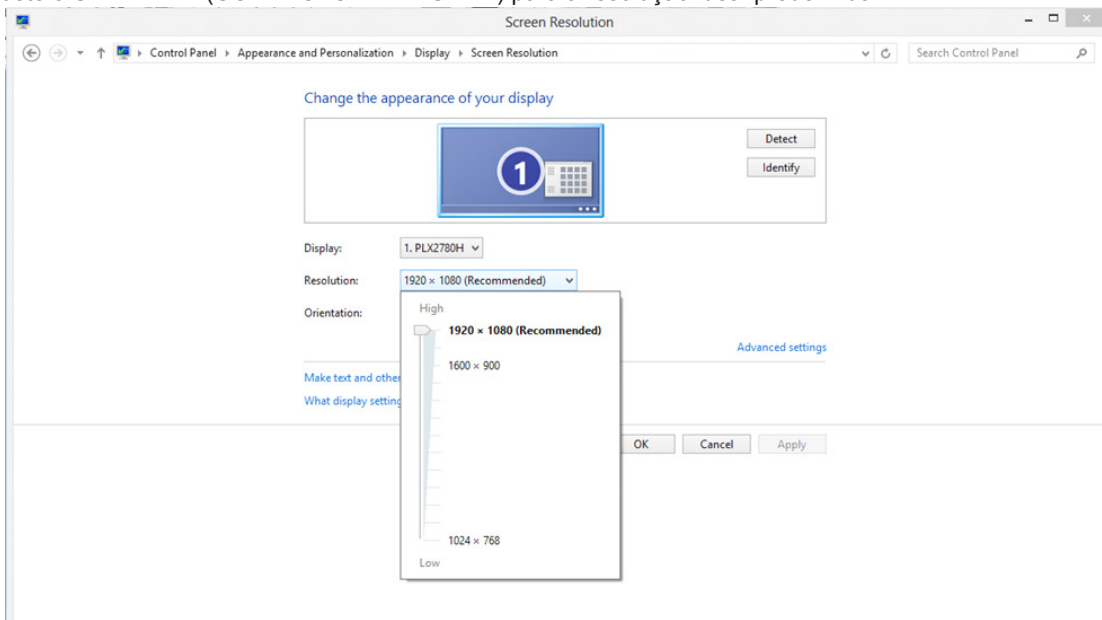 para
Screen Resolution
Control Panel ▸ Appearance and Personalization ▸ Display ▸ Screen Resolution
Search Control Panel
Change the appearance of your display
1
Detect
Identify
Display: 1. PLX2780H
Resolution: 1920 × 1080 (Recommended)
Orientation:
High
1920 × 1080 (Recommended)
Advanced settings
1600 × 900
Make text and other
What display setting
OK Cancel Apply
1024 × 768
Low